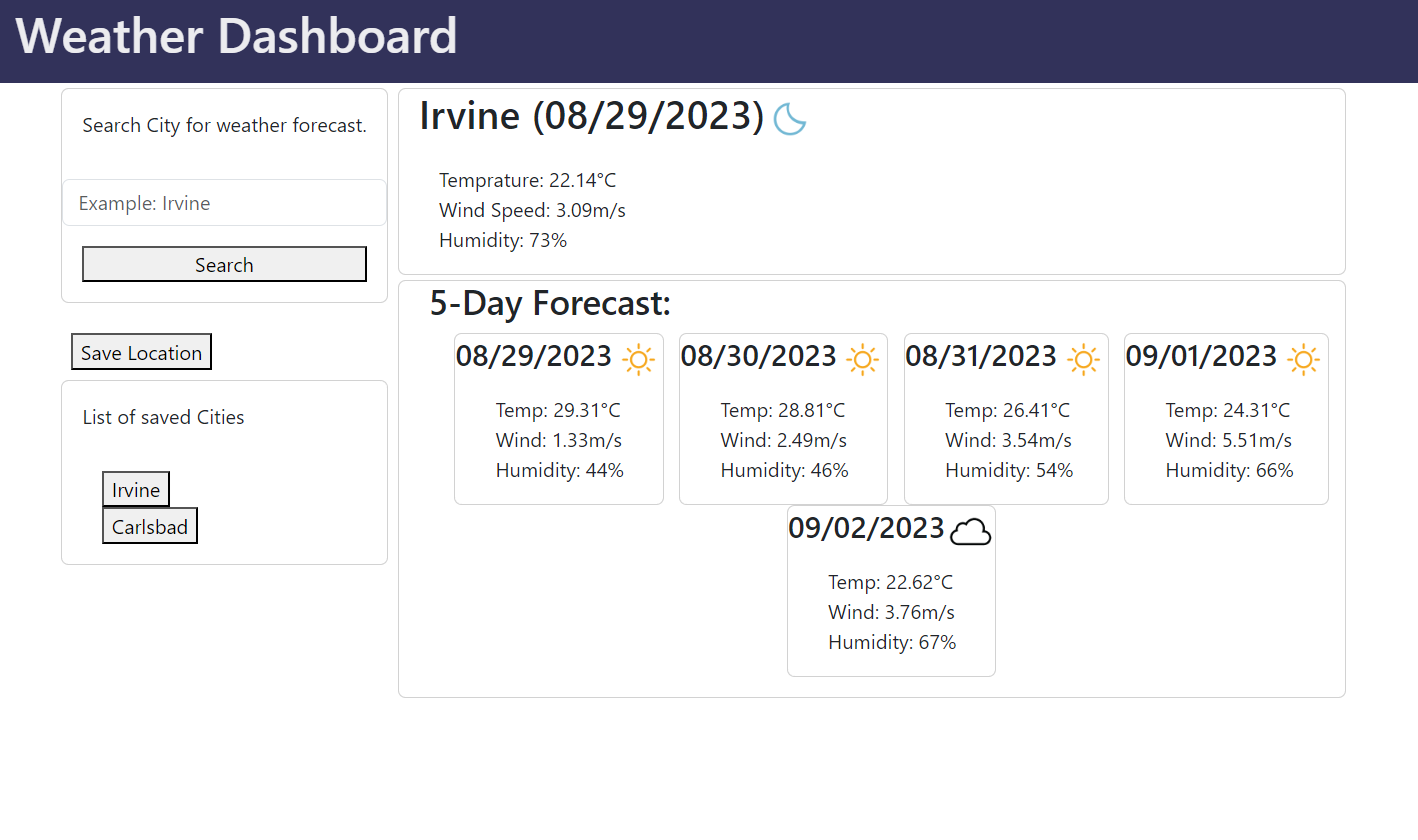 Weather Dashboard
Search City for weather forecast.
Example: Irvine
Search
Save Location
List of saved Cities
Irvine
Carlsbad
Irvine (08/29/2023)
Temprature: 22.14°C
Wind Speed: 3.09m/s
Humidity: 73%
5-Day Forecast:
08/29/2023
Temp: 29.31°C
Wind: 1.33m/s
Humidity: 44%
08/30/2023
Temp: 28.81°C
Wind: 2.49m/s
Humidity: 46%
08/31/2023
Temp: 26.41°C
Wind: 3.54m/s
Humidity: 54%
09/01/2023
Temp: 24.31°C
Wind: 5.51m/s
Humidity: 66%
09/02/2023
Temp: 22.62°C
Wind: 3.76m/s
Humidity: 67%